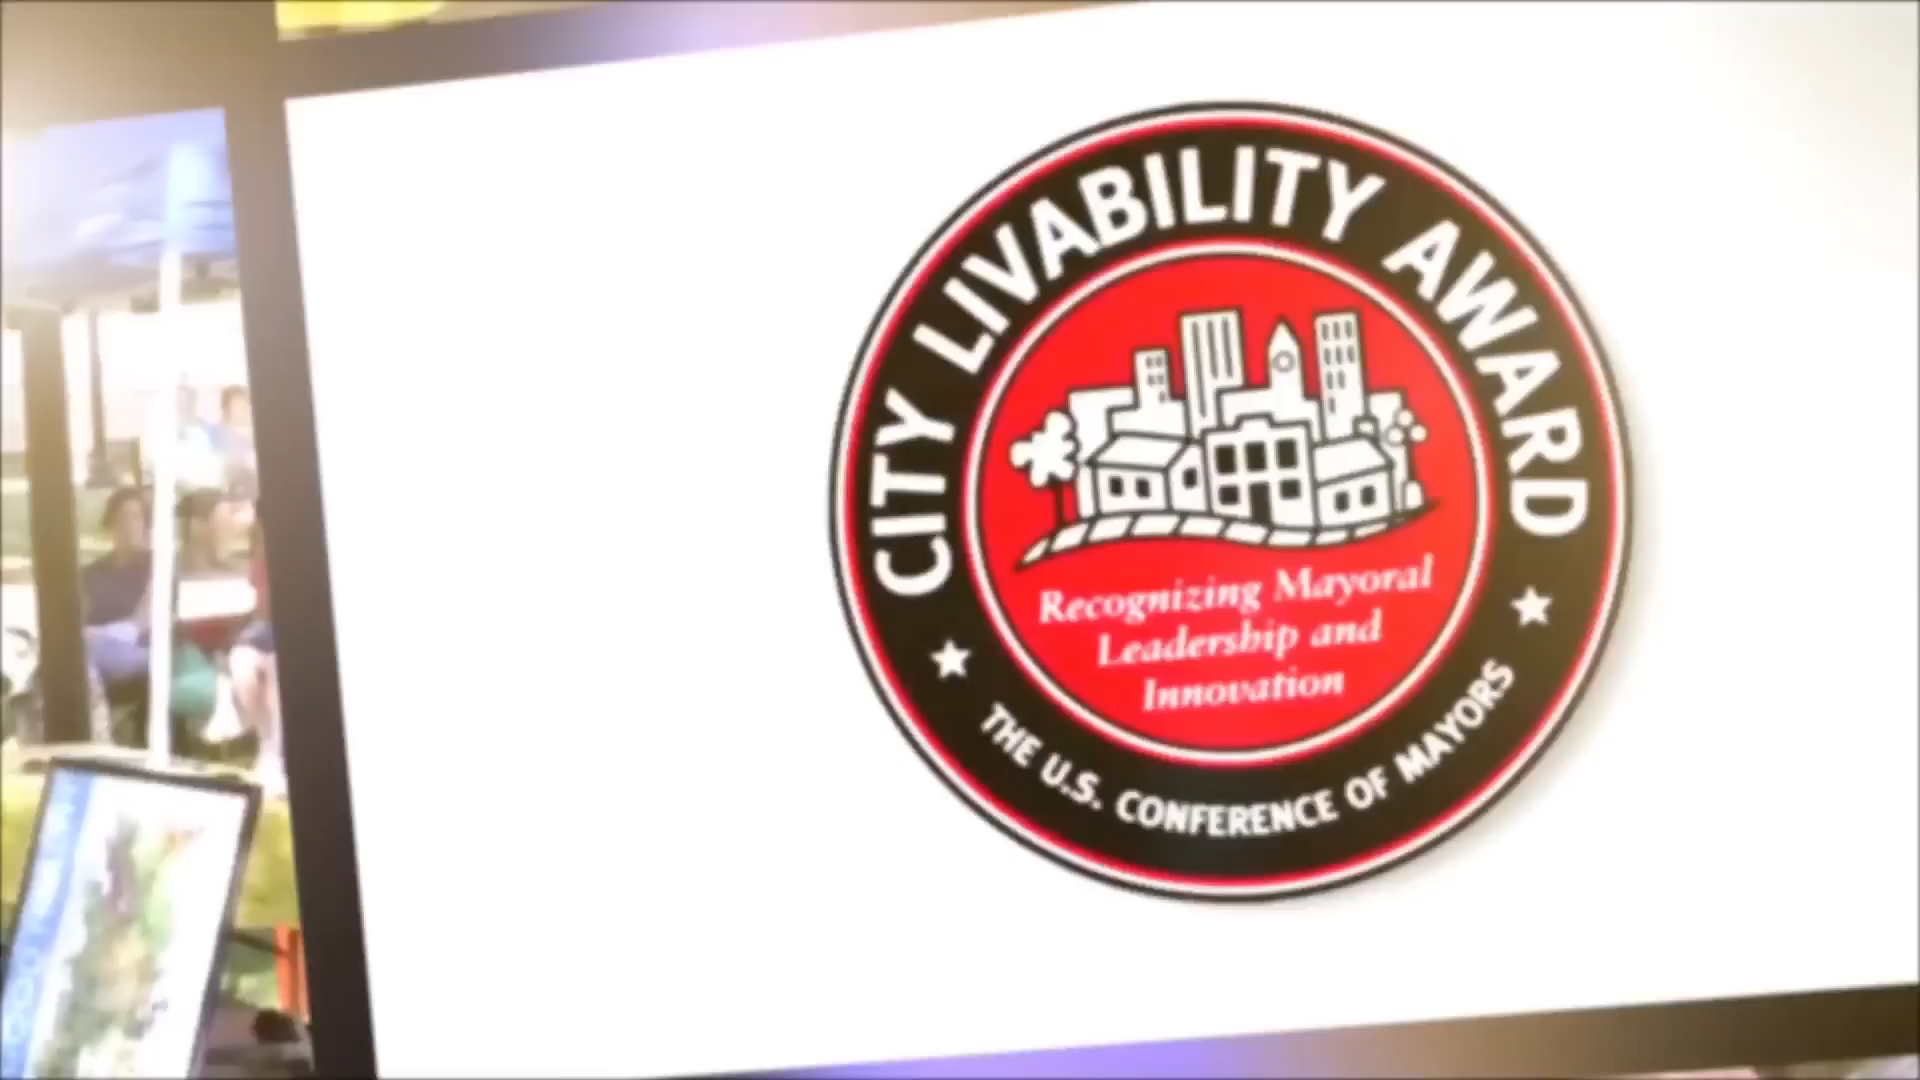 CITY LIVABILITY AWARD
Recognizing Mayoral
Leadership and
Innovation
THE U.S. CONFERENCE OF MAYORS